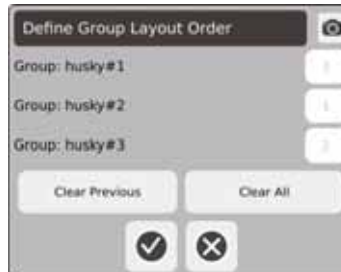 Define Group Layout Order
Group: husky#1
Group: husky#2
Group: husky#3
Clear Previous
Clear All